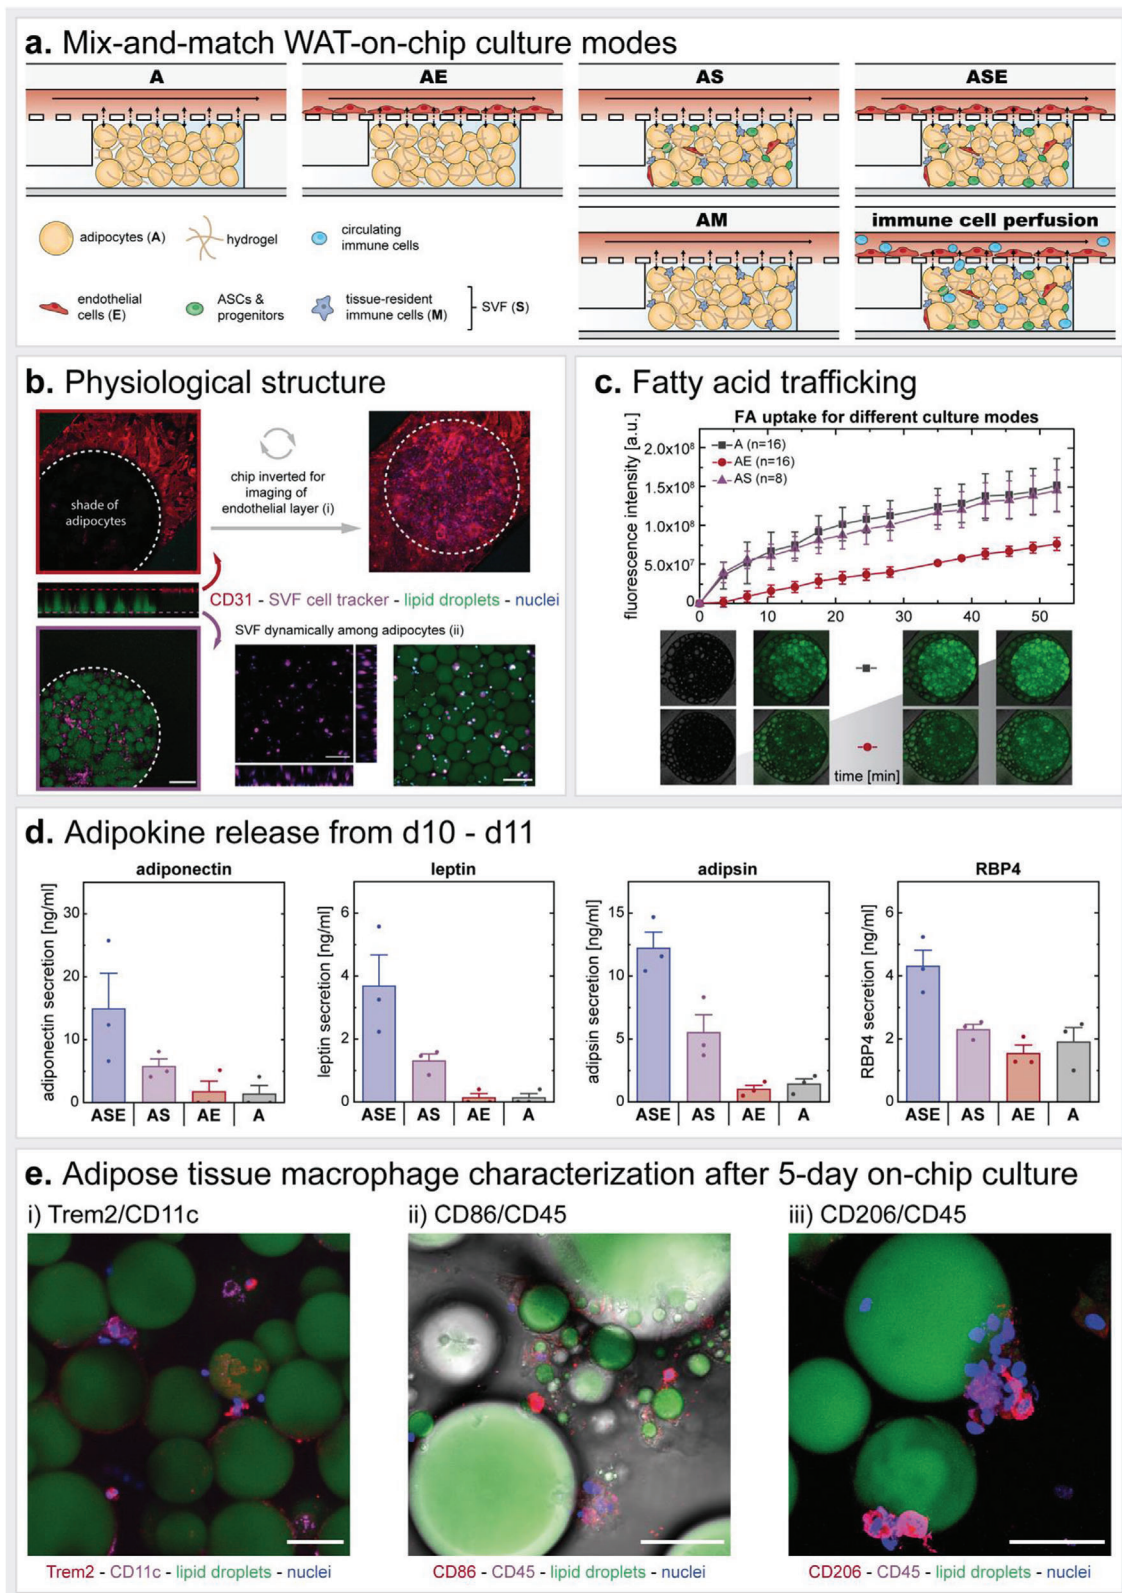 a. Mix-and-match WAT-on-chip culture modes
A
AE
AS
ASE
AM
immune cell perfusion
adipocytes (A)
hydrogel
circulating
immune cells
endothelial
cells (E)
ASCs &
progenitors
tissue-resident
immune cells (M)
SVF (S)
b. Physiological structure
shade of
adipocytes
chip inverted for
imaging of
endothelial layer (i)
CD31 - SVF cell tracker - lipid droplets - nuclei
SVF dynamically among adipocytes (ii)
c. Fatty acid trafficking
FA uptake for different culture modes
fluorescence intensity [a.u.]
2.0x10⁸
1.5x10⁸
1.0x10⁸
5.0x10⁷
0
A (n=16)
AE (n=16)
AS (n=8)
0 10 20 30 40 50
time [min]
d. Adipokine release from d10 - d11
adiponectin
adiponectin secretion [ng/ml]
30
20
10
0
ASE AS AE A
leptin
leptin secretion [ng/ml]
6
4
2
0
ASE AS AE A
adipsin
adipsin secretion [ng/ml]
15
10
5
0
ASE AS AE A
RBP4
RBP4 secretion [ng/ml]
6
4
2
0
ASE AS AE A
e. Adipose tissue macrophage characterization after 5-day on-chip culture
i) Trem2/CD11c
ii) CD86/CD45
iii) CD206/CD45
Trem2 - CD11c - lipid droplets - nuclei
CD86 - CD45 - lipid droplets - nuclei
CD206 - CD45 - lipid droplets - nuclei